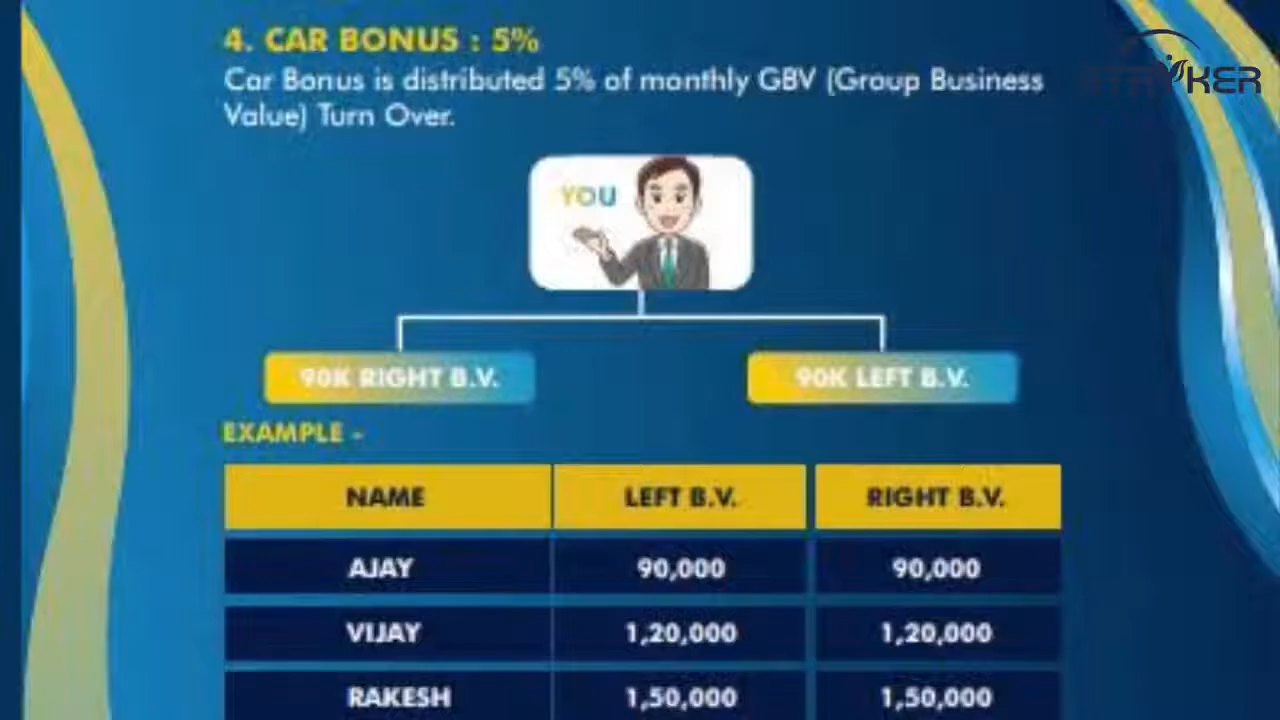 4. CAR BONUS : 5%
STRYKER
Car Bonus is distributed 5% of monthly GBV (Group Business
Value) Turn Over.
YOU
90K RIGHT B.V. 90K LEFT B.V.
EXAMPLE -
NAME LEFT B.V. RIGHT B.V.
AJAY 90,000 90,000
VIJAY 1,20,000 1,20,000
RAKESH 1,50,000 1,50,000